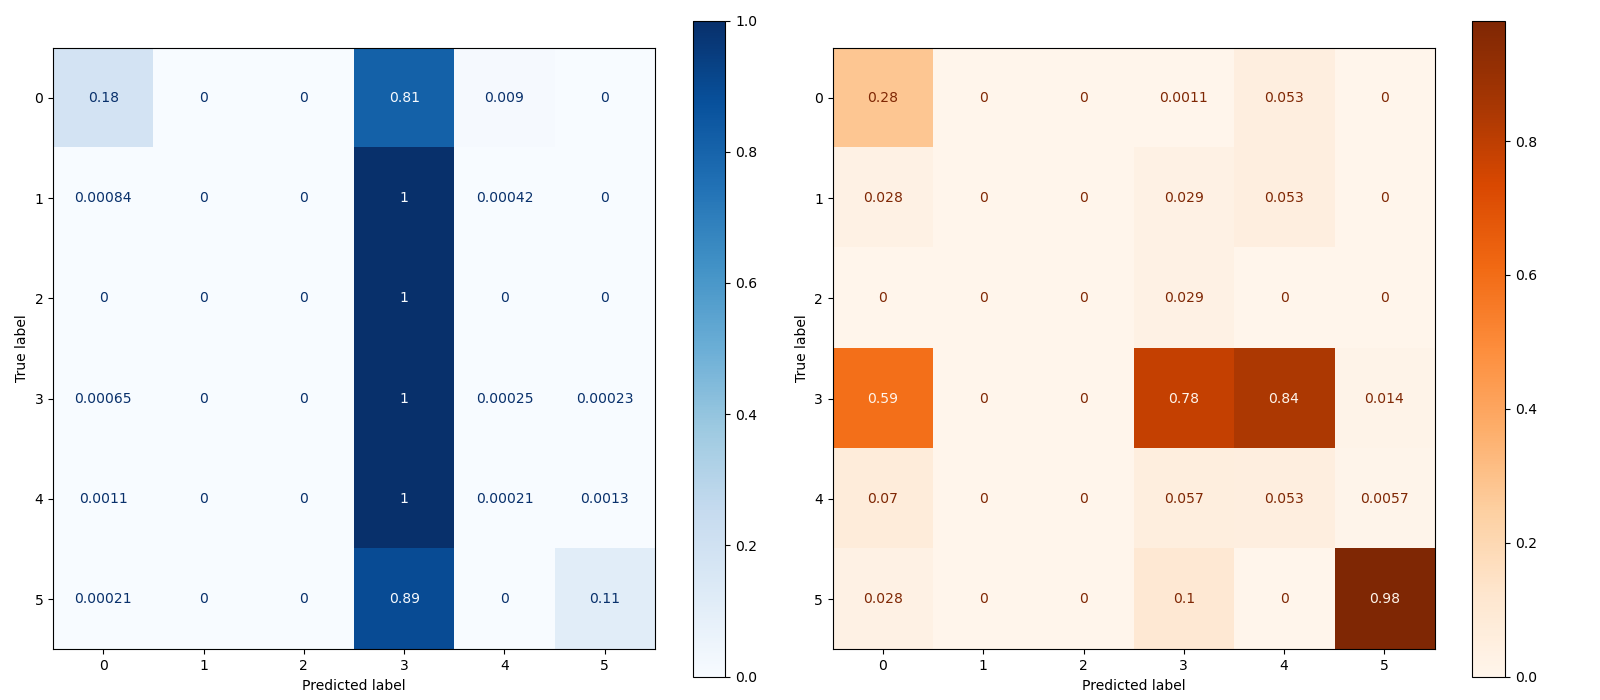 1.0
0 0.18 0 0 0.81 0.009 0
0.8
1 0.00084 0 0 1 0.00042 0
0.6
2 0 0 0 1 0 0
True label
3 0.00065 0 0 1 0.00025 0.00023
0.4
4 0.0011 0 0 1 0.00021 0.0013
0.2
5 0.00021 0 0 0.89 0 0.11
0.0
0 1 2 3 4 5
Predicted label
0 0.28 0 0 0.0011 0.053 0
0.8
1 0.028 0 0 0.029 0.053 0
0.6
2 0 0 0 0.029 0 0
True label
3 0.59 0 0 0.78 0.84 0.014
0.4
4 0.07 0 0 0.057 0.053 0.0057
0.2
5 0.028 0 0 0.1 0 0.98
0.0
0 1 2 3 4 5
Predicted label